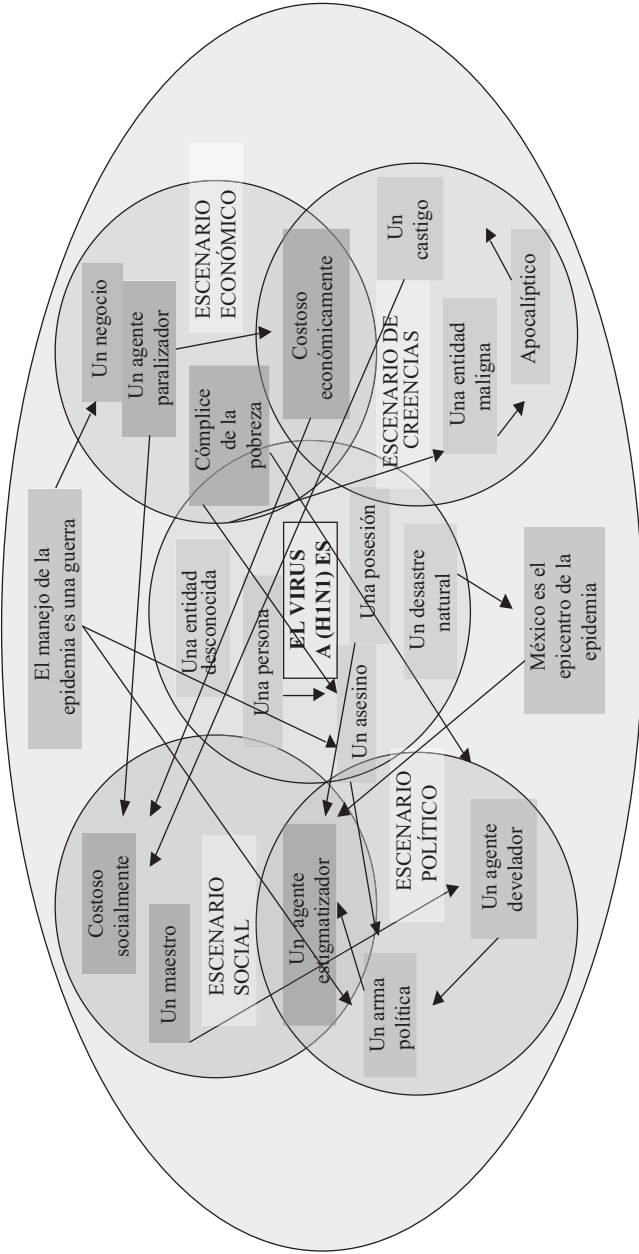 El manejo de la
epidemia es una guerra
Costoso
socialmente
Un maestro
ESCENARIO
SOCIAL
Una entidad
desconocida
Una persona
Un negocio
Un agente
paralizador
Cómplice
de la
pobreza
ESCENARIO
ECONÓMICO
Un agente
estigmatizador
EL VIRUS
A (H1N1) ES
Costoso
económicamente
Un arma
política
ESCENARIO
POLÍTICO
Un agente
develador
Un asesino
Una posesión
Un desastre
natural
ESCENARIO DE
CREENCIAS
Un
castigo
Una entidad
maligna
Apocalíptico
México es el
epicentro de la
epidemia